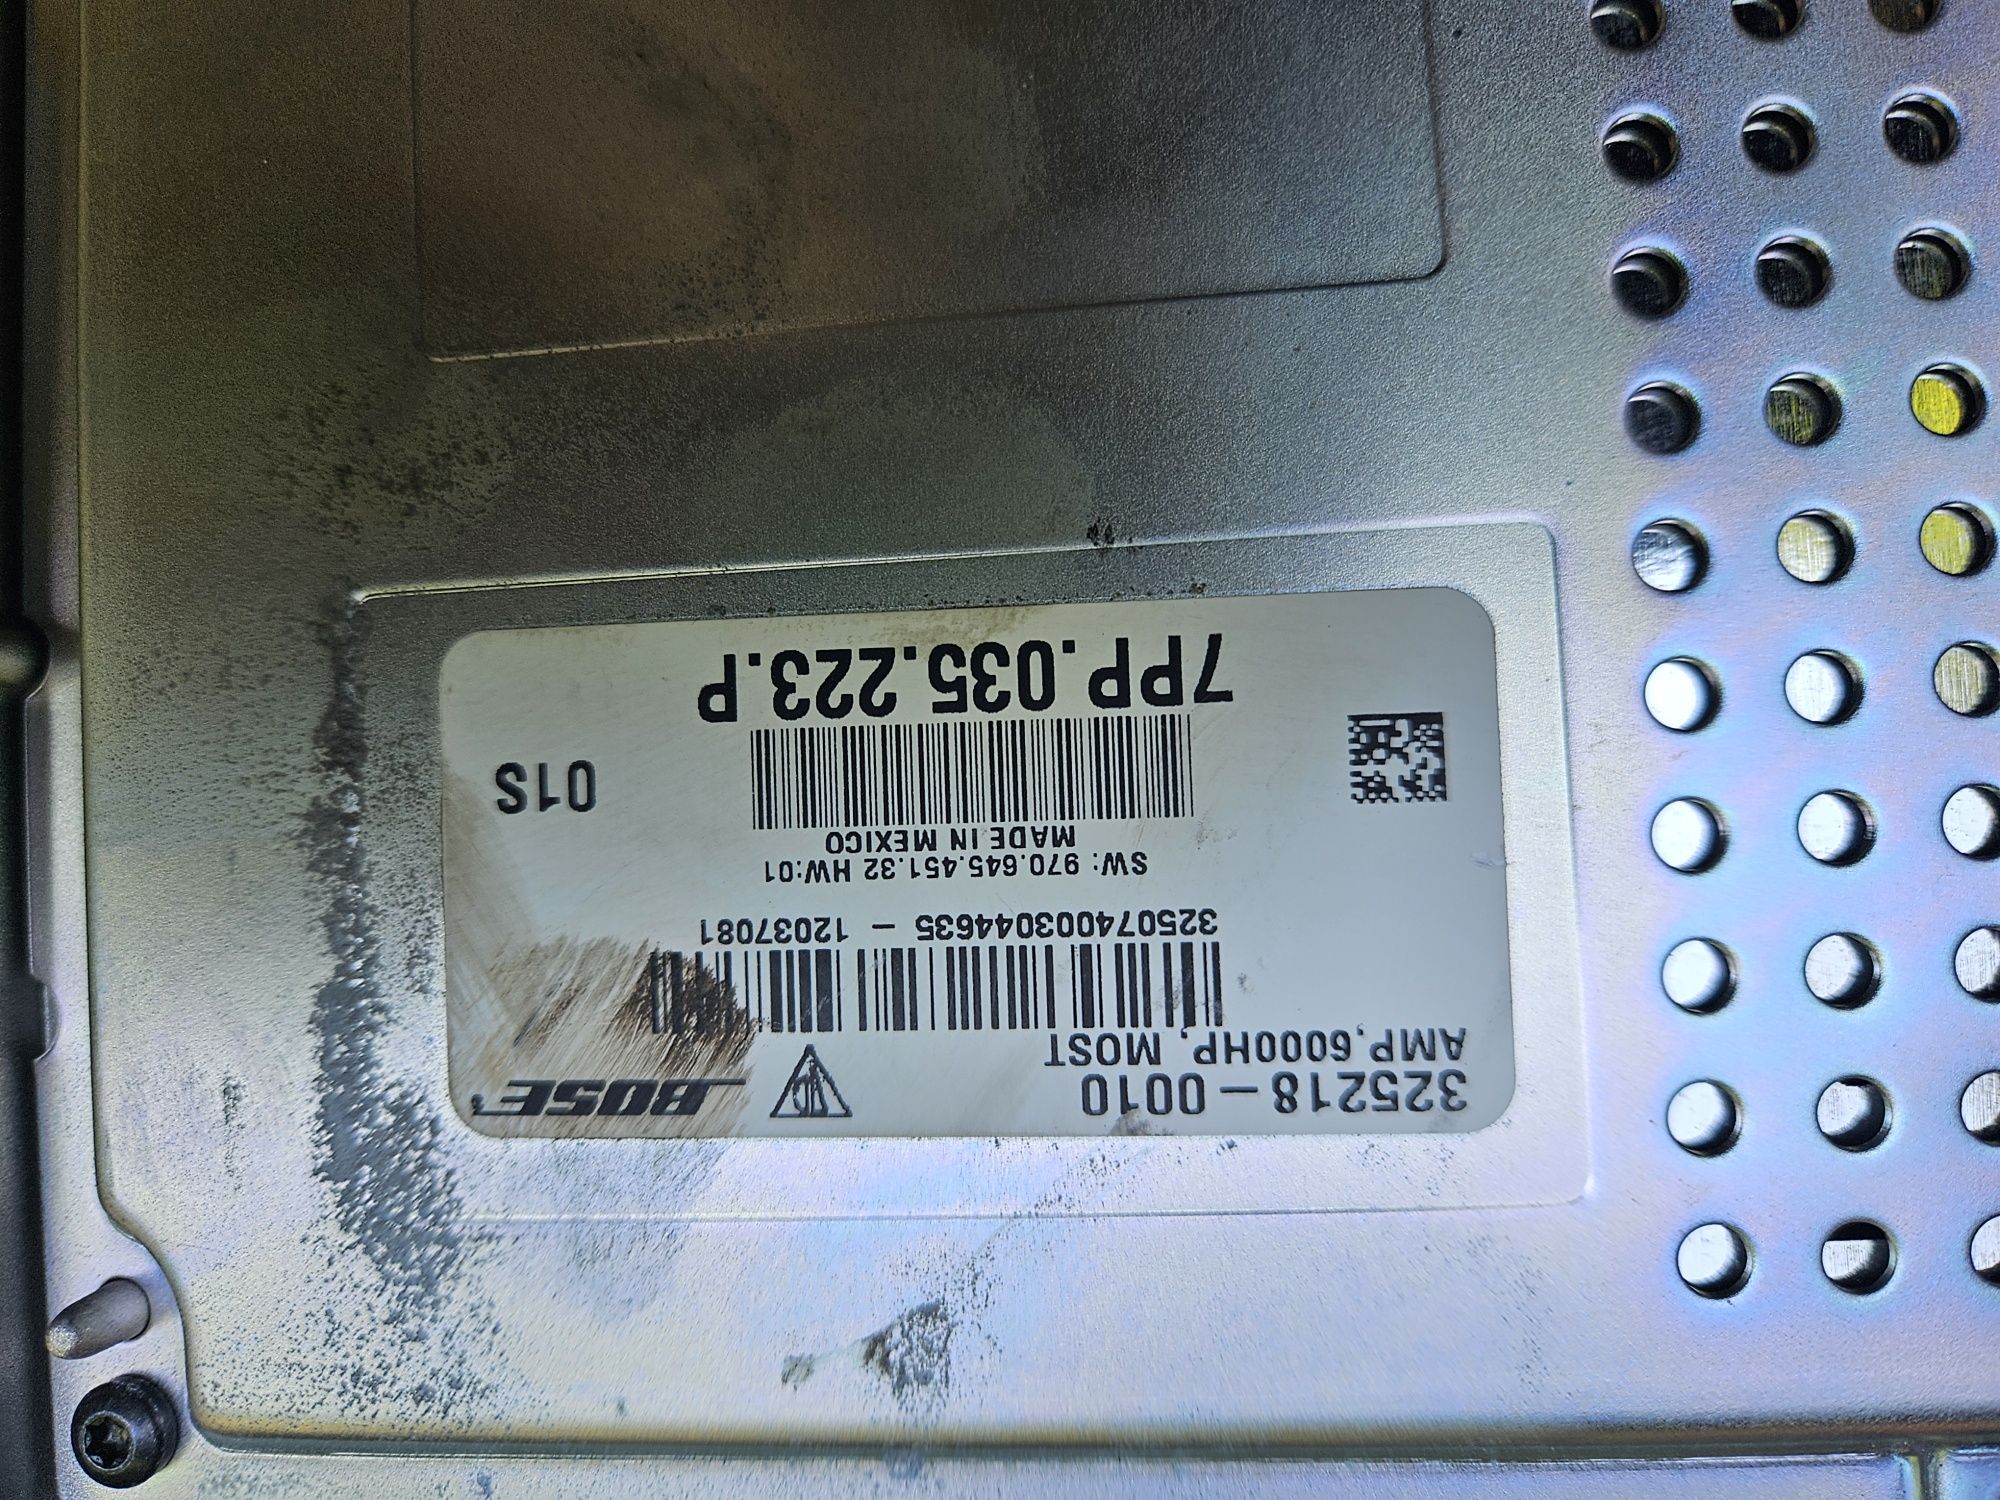 325218-0010
BOSE
AMP,6000HP, MOST
325074003044635 - 12037081
SW: 970.645.451.32 HW:01
MADE IN MEXICO
01S
7PP.035.223.P